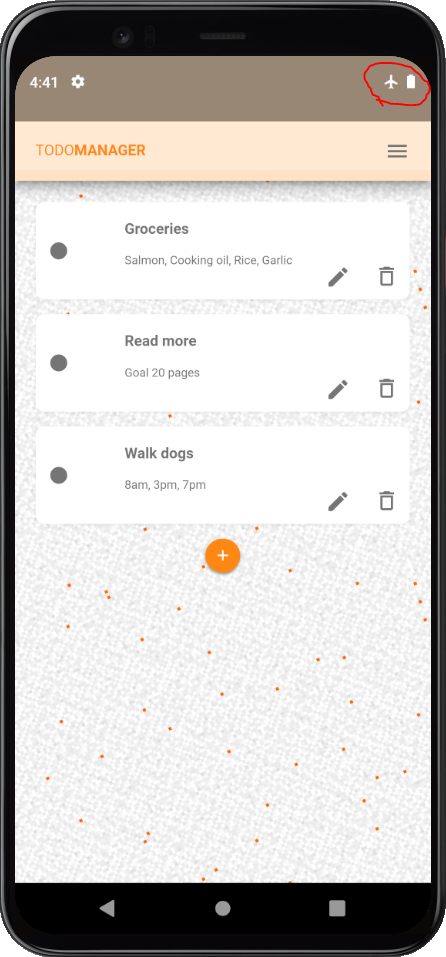 4:41
TODOMANAGER
Groceries
Salmon, Cooking oil, Rice, Garlic
Read more
Goal 20 pages
Walk dogs
8am, 3pm, 7pm
+